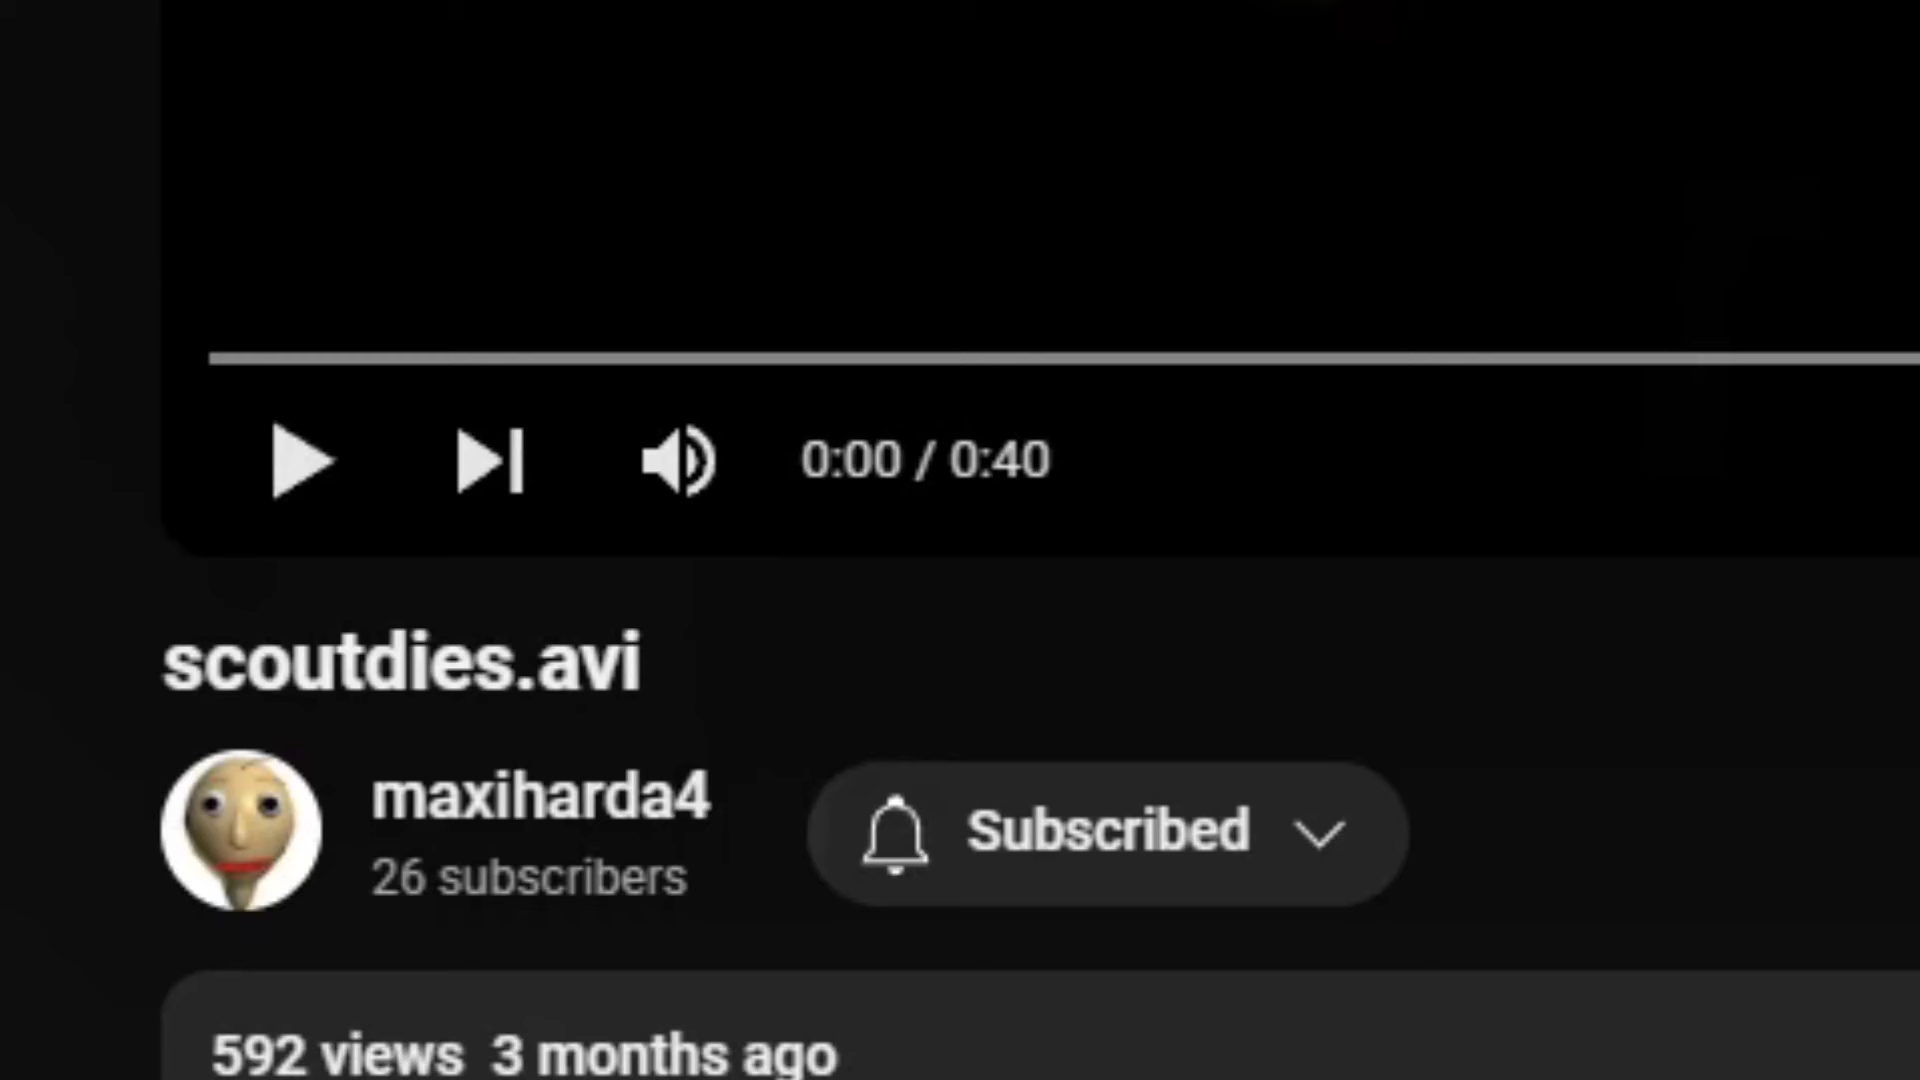 0:00 / 0:40
scoutdies.avi
maxiharda4
Subscribed
26 subscribers
592 views 3 months ago